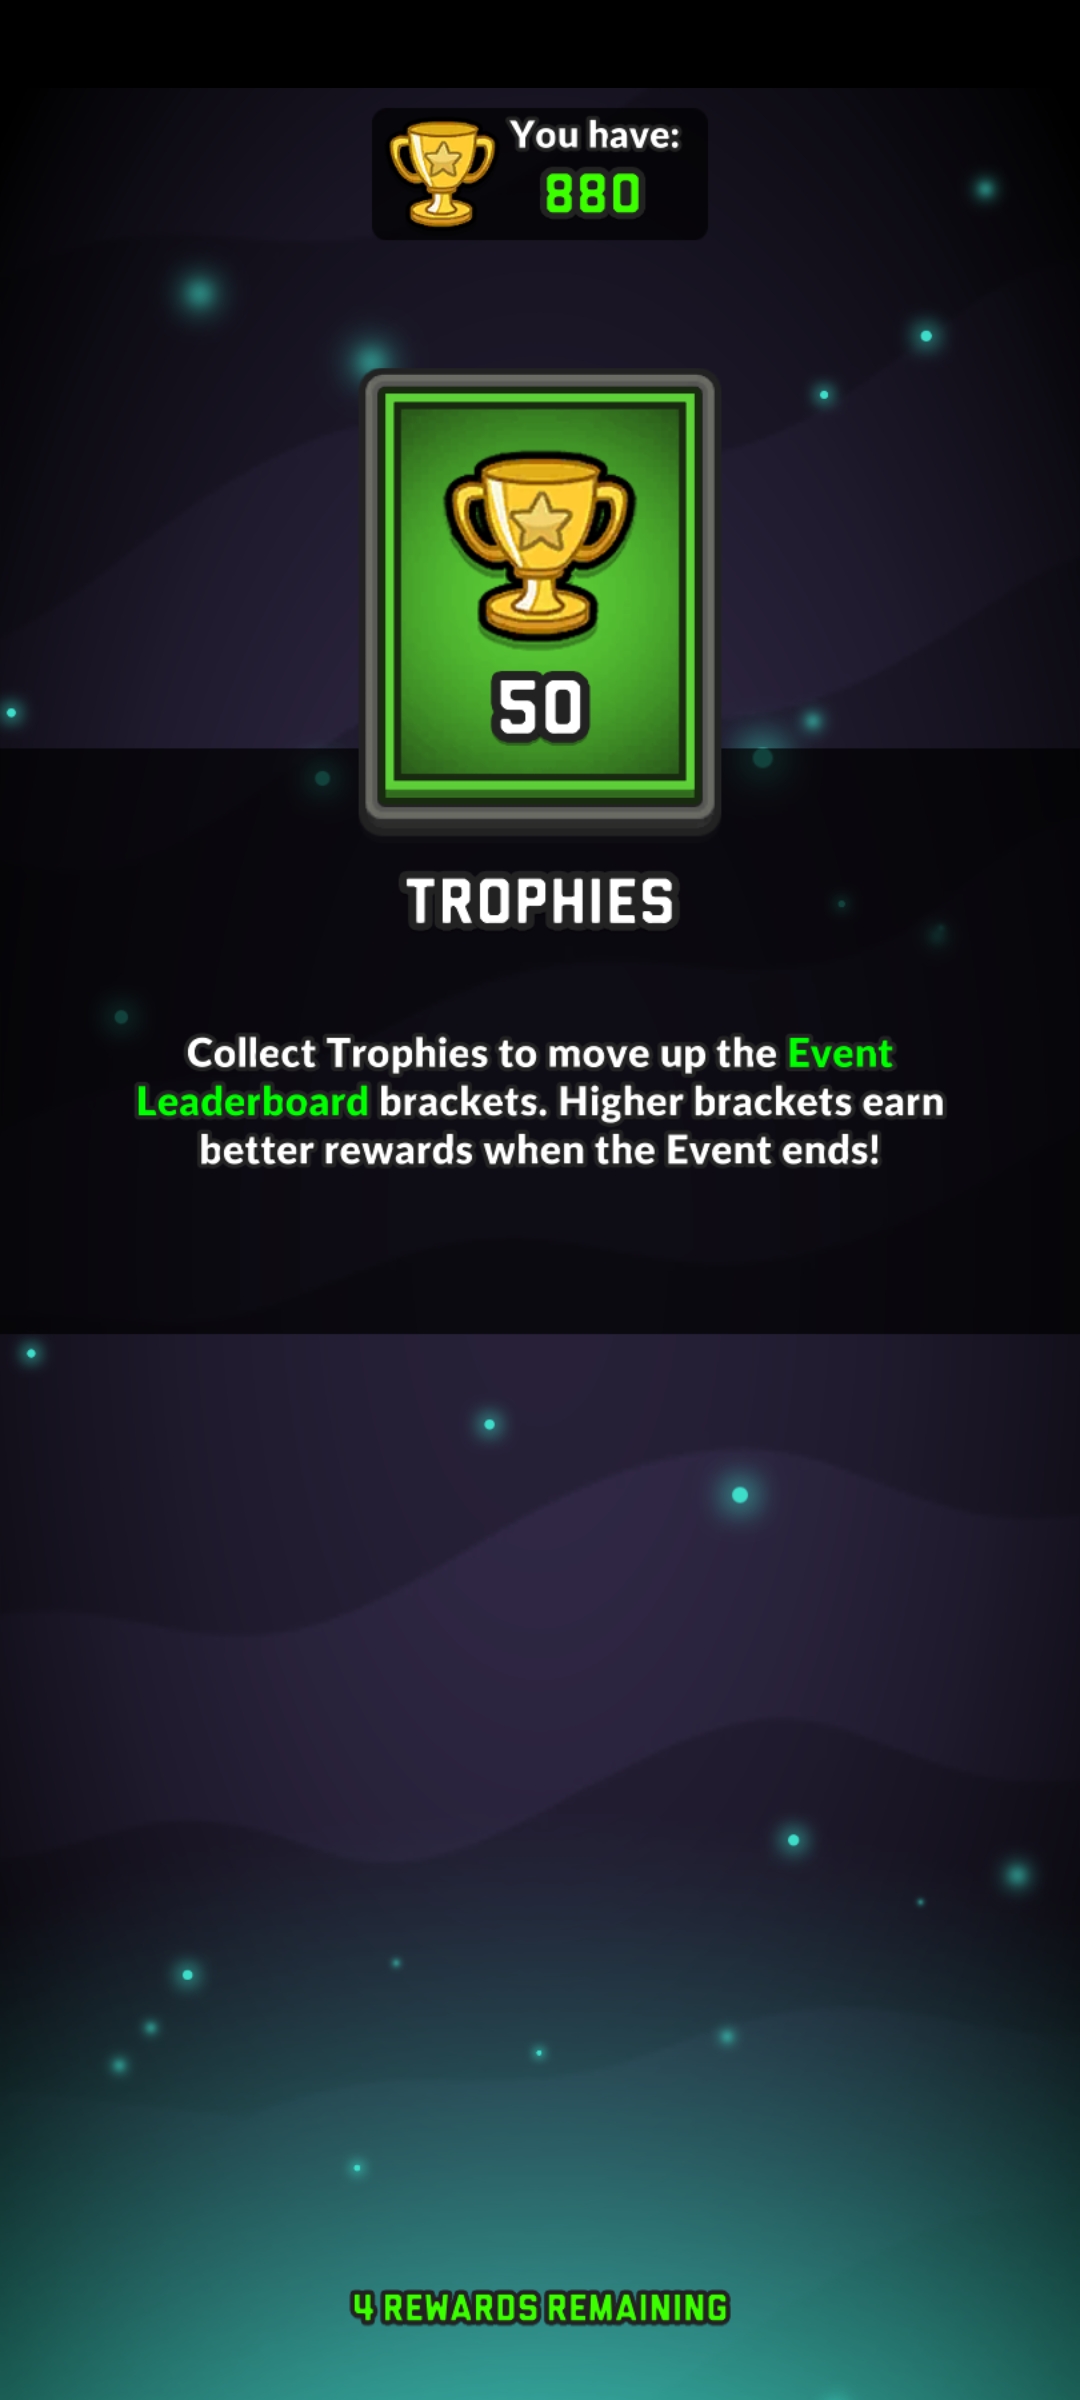 You have:
880
50
TROPHIES
Collect Trophies to move up the Event
Leaderboard brackets. Higher brackets earn
better rewards when the Event ends!
4 REWARDS REMAINING